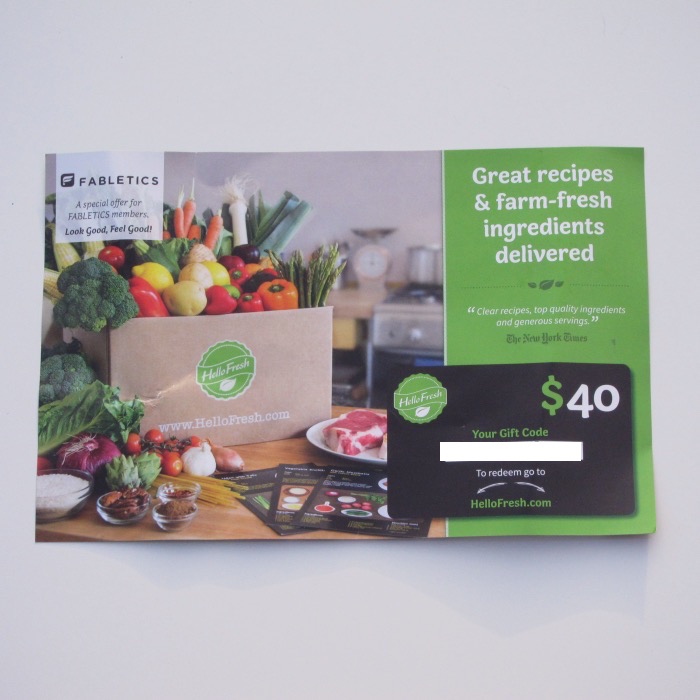 FABLETICS
A special offer for
FABLETICS members.
Look Good, Feel Good!
Great recipes
& farm-fresh
ingredients
delivered
“Clear recipes, top quality ingredients
and generous servings.”
The New York Times
HelloFresh
www.HelloFresh.com
HelloFresh
$40
Your Gift Code
To redeem go to
HelloFresh.com